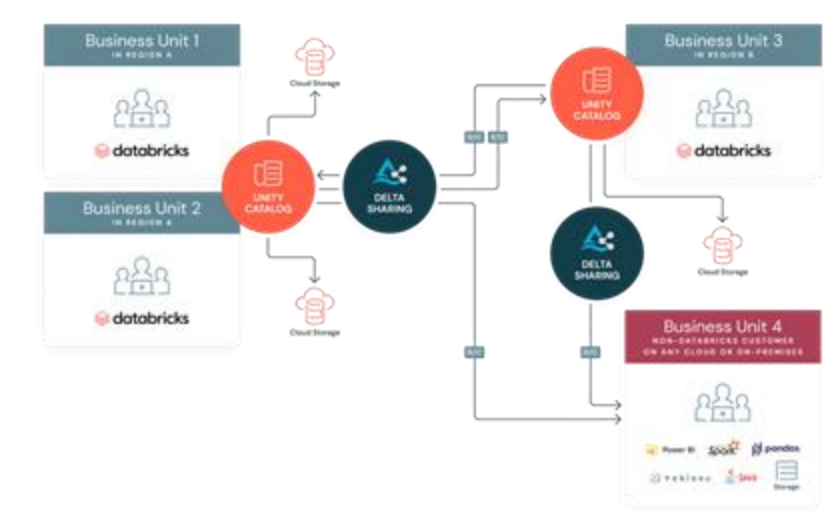 Business Unit 1
IN REGION A
databricks
Cloud Storage
UNITY
CATALOG
DELTA
SHARING
Business Unit 2
IN REGION A
databricks
Cloud Storage
UNITY
CATALOG
Business Unit 3
IN REGION B
databricks
DELTA
SHARING
Cloud Storage
Business Unit 4
NON-DATABRICKS CUSTOMER
ON ANY CLOUD OR ON-PREMISES
Power BI
Spark
pandas
tableau
Java
Storage